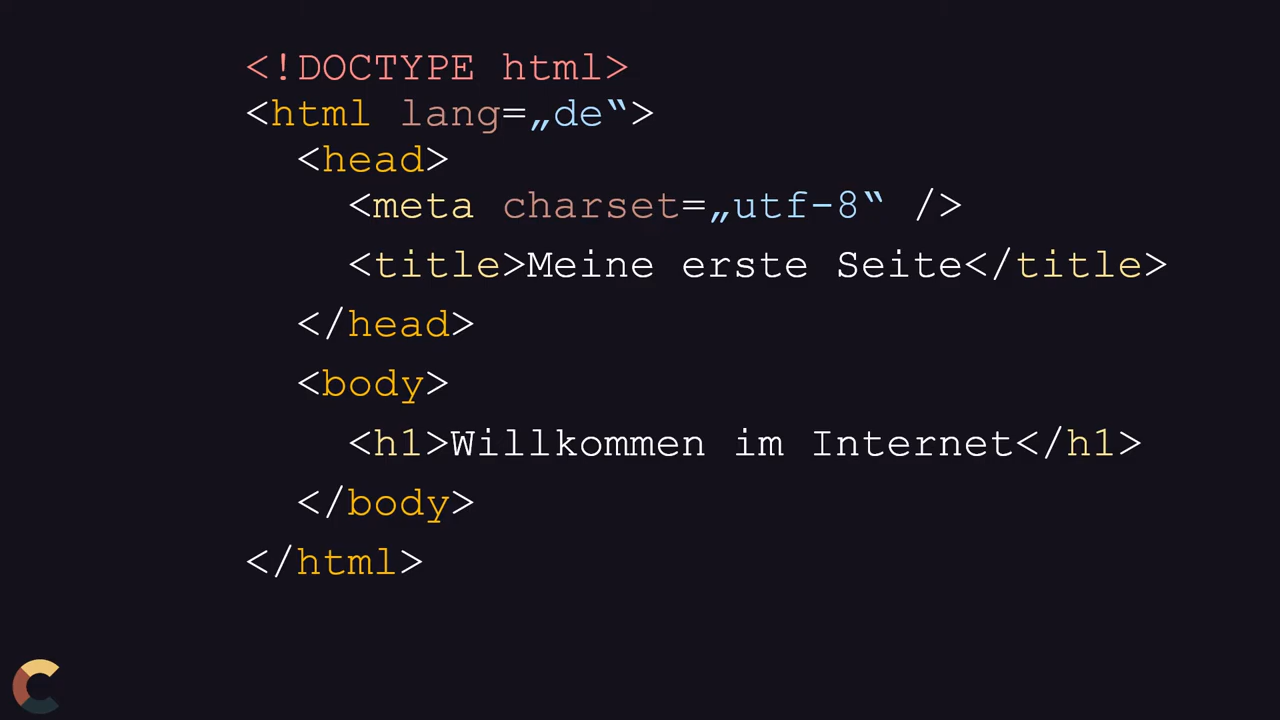 <!DOCTYPE html>
<html lang=„de“>
<head>
<meta charset=„utf-8“ />
<title>Meine erste Seite</title>
</head>
<body>
<h1>Willkommen im Internet</h1>
</body>
</html>